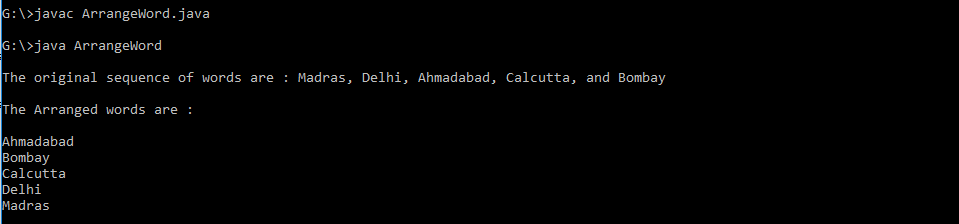 G:\>javac ArrangeWord.java
G:\>java ArrangeWord
The original sequence of words are : Madras, Delhi, Ahmadabad, Calcutta, and Bombay
The Arranged words are :
Ahmadabad
Bombay
Calcutta
Delhi
Madras